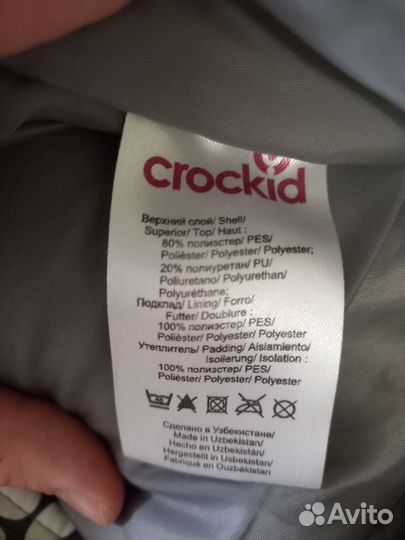 crockid
Верхний слой/ Shell/
Superior/ Top/ Haut :
80% полиэстер/ PES/
Poliéster/ Polyester/ Polyester;
20% полиуретан/ PU/
Poliuretano/ Polyurethan/
Polyuréthane;
Подклад/ Lining/ Forro/
Futter/ Doublure :
100% полиэстер/ PES/
Poliéster/ Polyester/ Polyester
Утеплитель/ Padding/ Aislamiento/
Isolierung/ Isolation :
100% полиэстер/ PES/
Poliéster/ Polyester/ Polyester
Сделано в Узбекистане/
Made in Uzbekistan/
Hecho en Uzbekistán/
Hergestellt in Usbekistan/
Fabriqué en Ouzbékistan/
Avito